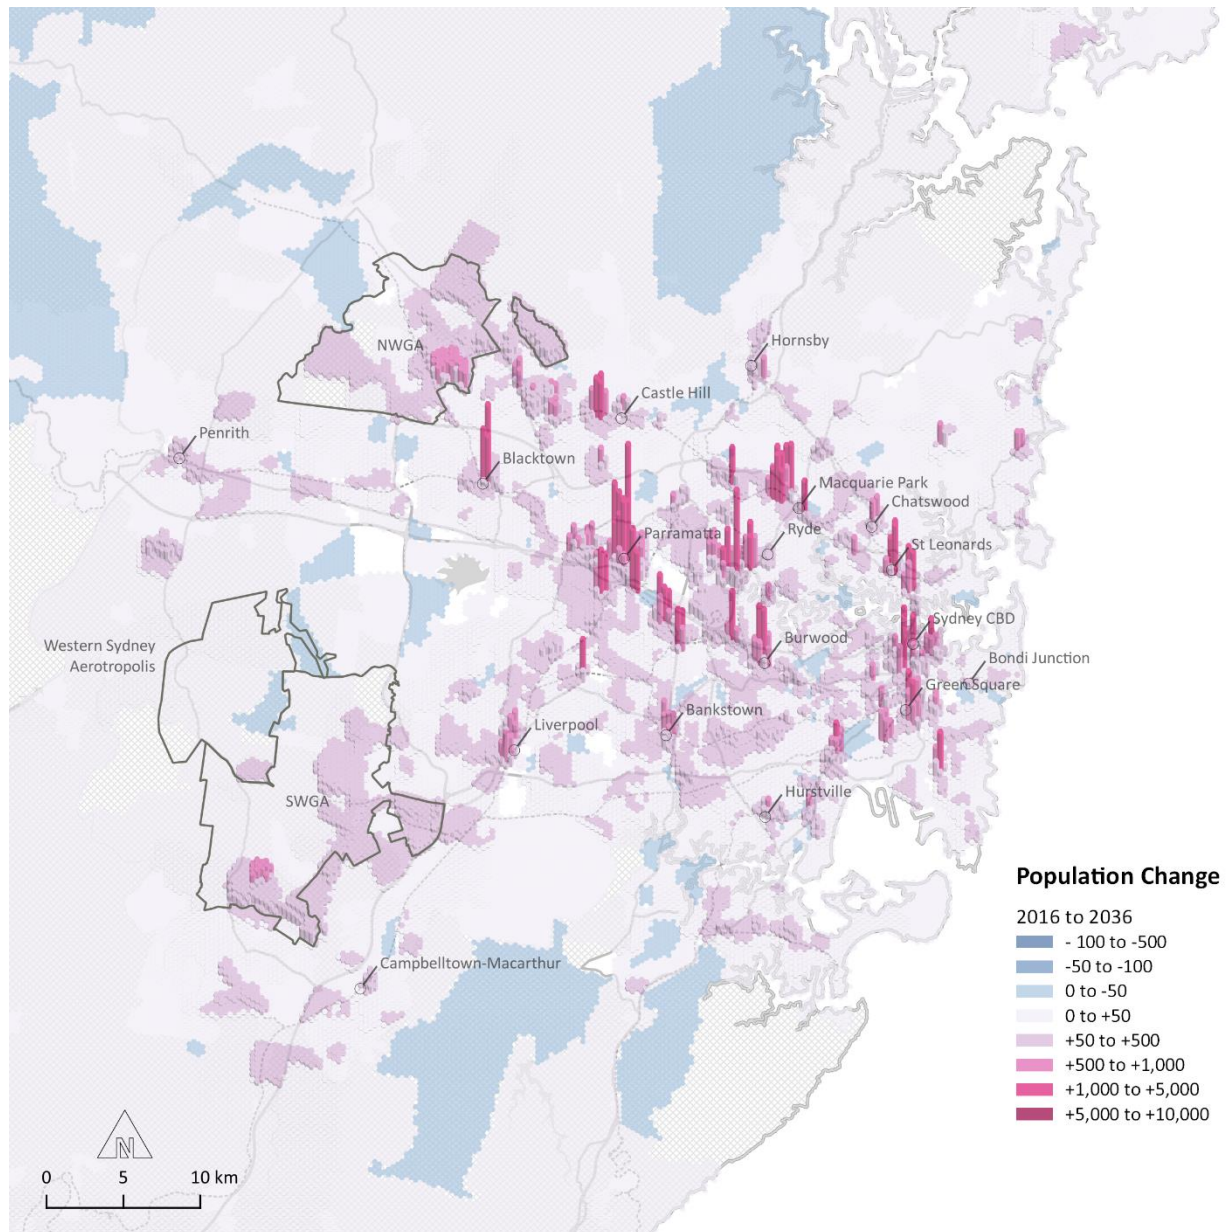 Hornsby
NWGA
Castle Hill
Penrith
Blacktown
Macquarie Park
Chatswood
Parramatta
Ryde
St Leonards
Sydney CBD
Western Sydney
Aerotropolis
Burwood
Bondi Junction
Green Square
Liverpool
Bankstown
SWGA
Hurstville
Campbelltown-Macarthur
Population Change
2016 to 2036
- 100 to -500
-50 to -100
0 to -50
0 to +50
+50 to +500
+500 to +1,000
+1,000 to +5,000
+5,000 to +10,000
N
0 5 10 km